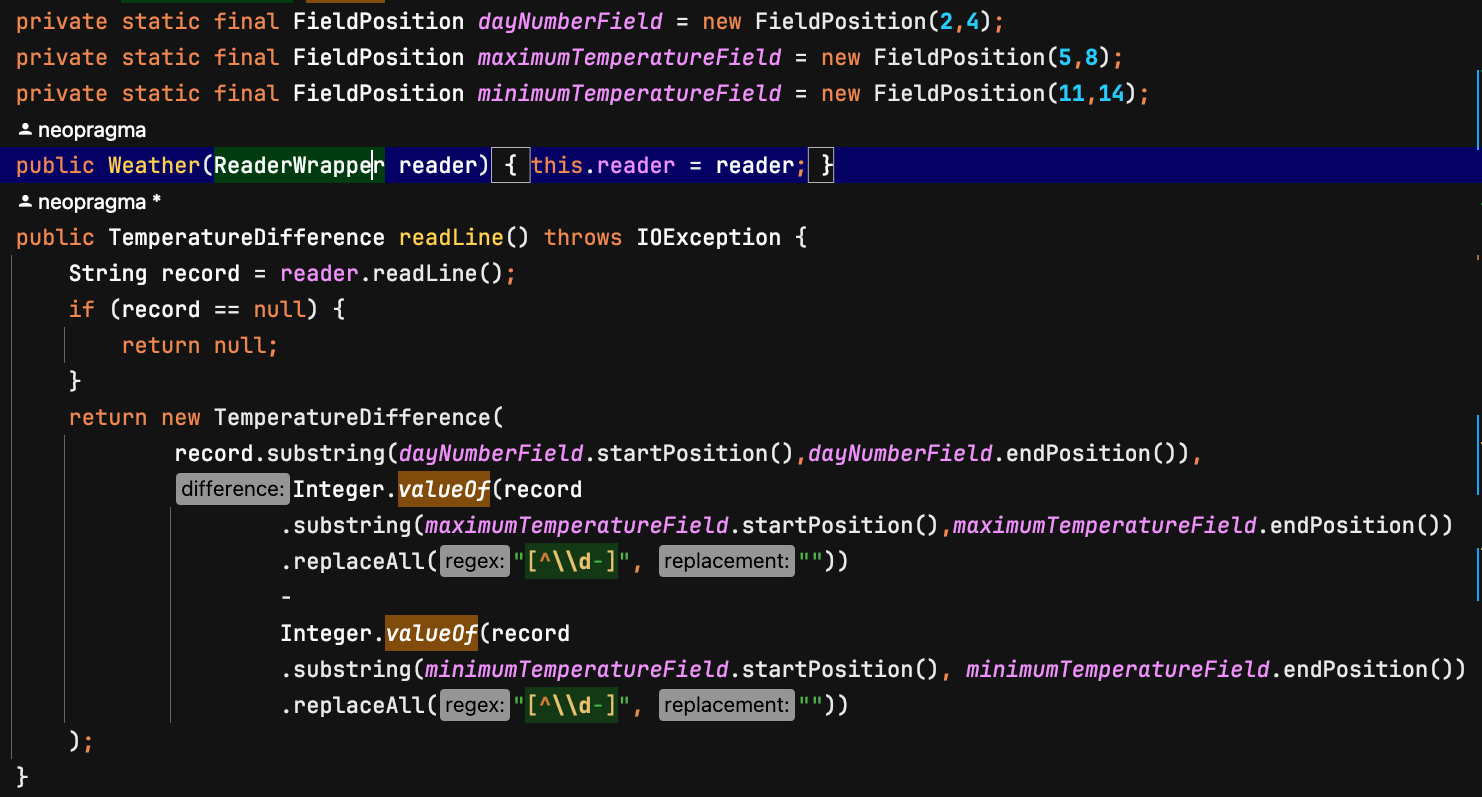 private static final FieldPosition dayNumberField = new FieldPosition(2,4);
private static final FieldPosition maximumTemperatureField = new FieldPosition(5,8);
private static final FieldPosition minimumTemperatureField = new FieldPosition(11,14);
neopragma
public Weather(ReaderWrapper reader) { this.reader = reader; }
neopragma *
public TemperatureDifference readLine() throws IOException {
String record = reader.readLine();
if (record == null) {
return null;
}
return new TemperatureDifference(
record.substring(dayNumberField.startPosition(),dayNumberField.endPosition()),
difference: Integer.valueOf(record
.substring(maximumTemperatureField.startPosition(),maximumTemperatureField.endPosition())
.replaceAll( regex: "[^\\d-]", replacement: ""))
-
Integer.valueOf(record
.substring(minimumTemperatureField.startPosition(), minimumTemperatureField.endPosition())
.replaceAll( regex: "[^\\d-]", replacement: ""))
);
}